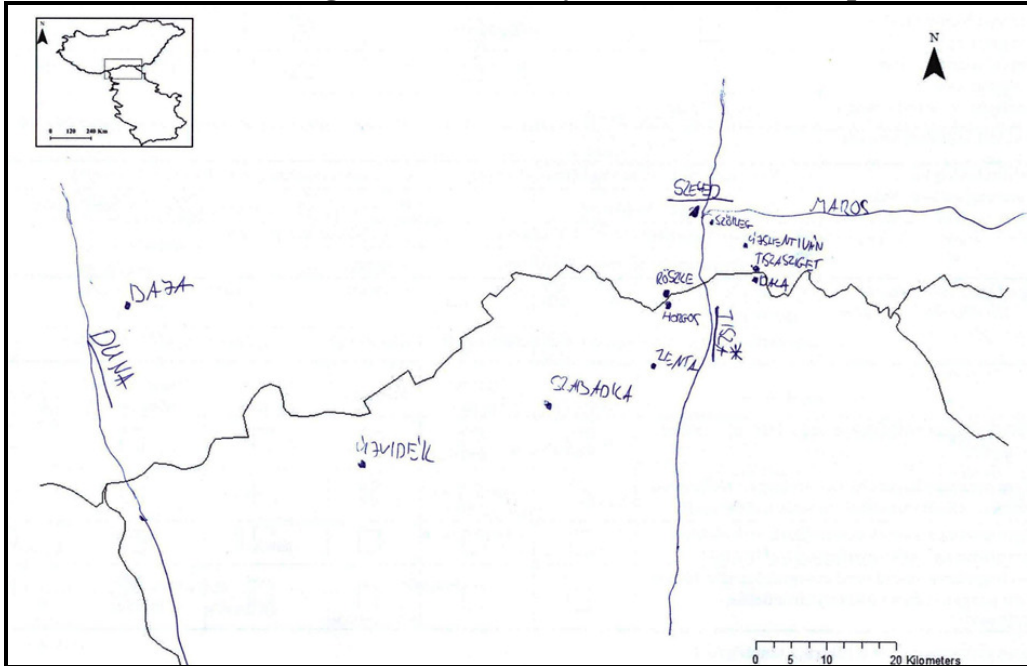 N
0 120 240 Km
N
SZEGED
MAROS
SZŐREG
ÚJSZENTIVÁN
TISZASZIGET
RÖSZKE
DALA
HORGOS
BAJA
DUNA
TISZA
ZENTA
SZABADKA
ÚJVIDÉK
0 5 10 20 Kilometers